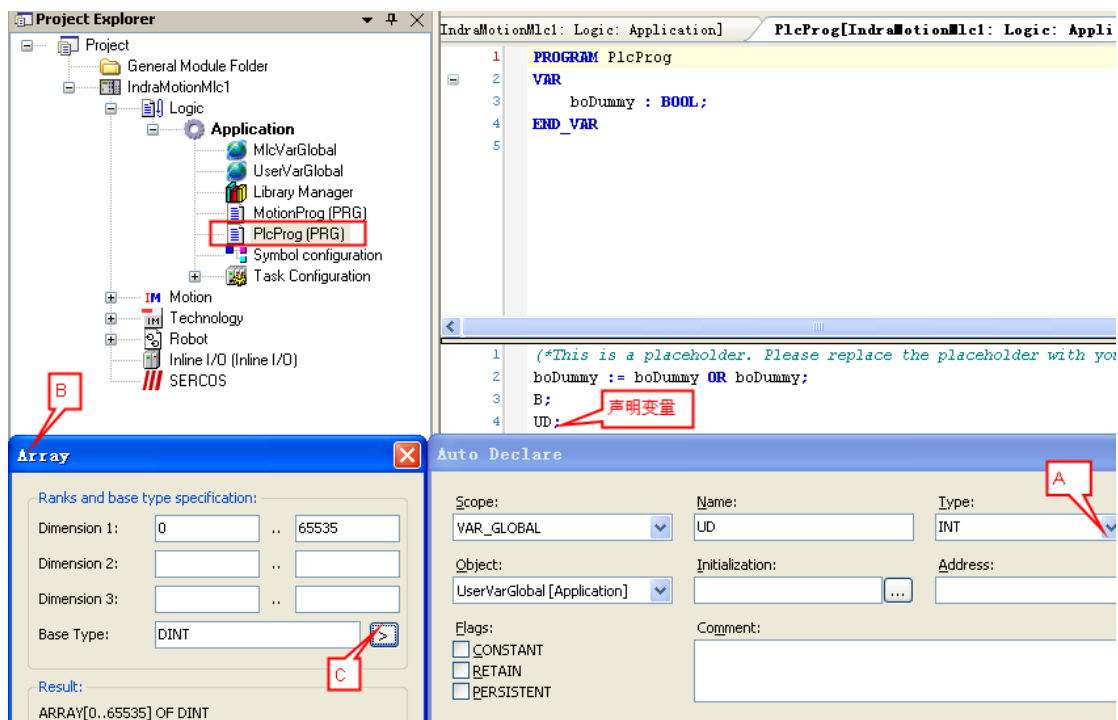 Project Explorer
Project
General Module Folder
IndraMotionMlc1
Logic
Application
MlcVarGlobal
UserVarGlobal
Library Manager
MotionProg (PRG)
PlcProg (PRG)
Symbol configuration
Task Configuration
Motion
Technology
Robot
Inline I/O (Inline I/O)
SERCOS
IndraMotionMlc1: Logic: Application]
PlcProg[IndraMotionMlc1: Logic: Appli
1 PROGRAM PlcProg
2 VAR
3 boDummy : BOOL;
4 END_VAR
5
1 (*This is a placeholder. Please replace the placeholder with you
2 boDummy := boDummy OR boDummy;
3 B;
4 UD;
声明变量
B
Array
Ranks and base type specification:
Dimension 1: 0 .. 65535
Dimension 2: ..
Dimension 3: ..
Base Type: DINT >
C
Result:
ARRAY[0..65535] OF DINT
Auto Declare
A
Scope: Name: Type:
VAR_GLOBAL UD INT
Object: Initialization: Address:
UserVarGlobal [Application] ...
Flags: Comment:
CONSTANT
RETAIN
PERSISTENT